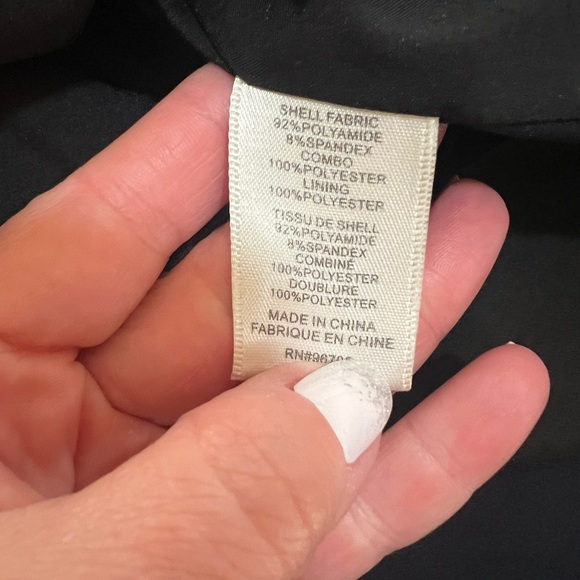 SHELL FABRIC
92%POLYAMIDE
8%SPANDEX
COMBO
100%POLYESTER
LINING
100%POLYESTER
TISSU DE SHELL
92%POLYAMIDE
8%SPANDEX
COMBINÉ
100%POLYESTER
DOUBLURE
100%POLYESTER
MADE IN CHINA
FABRIQUE EN CHINE